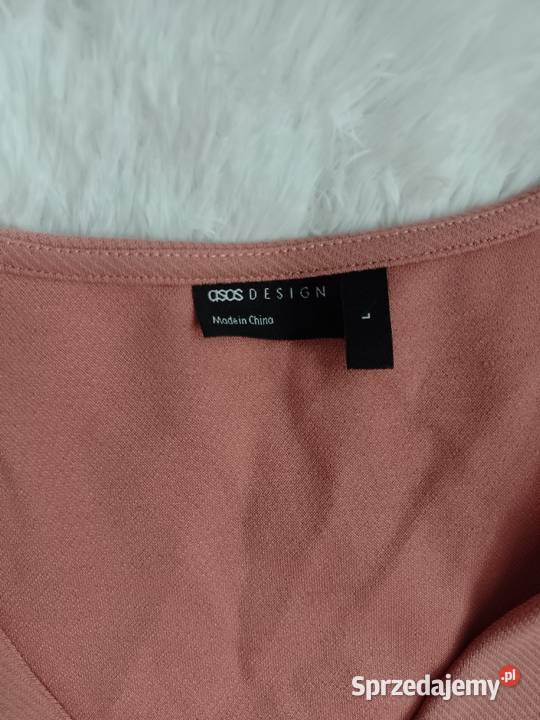 asos DESIGN
Made in China
L
Sprzedajemy.pl